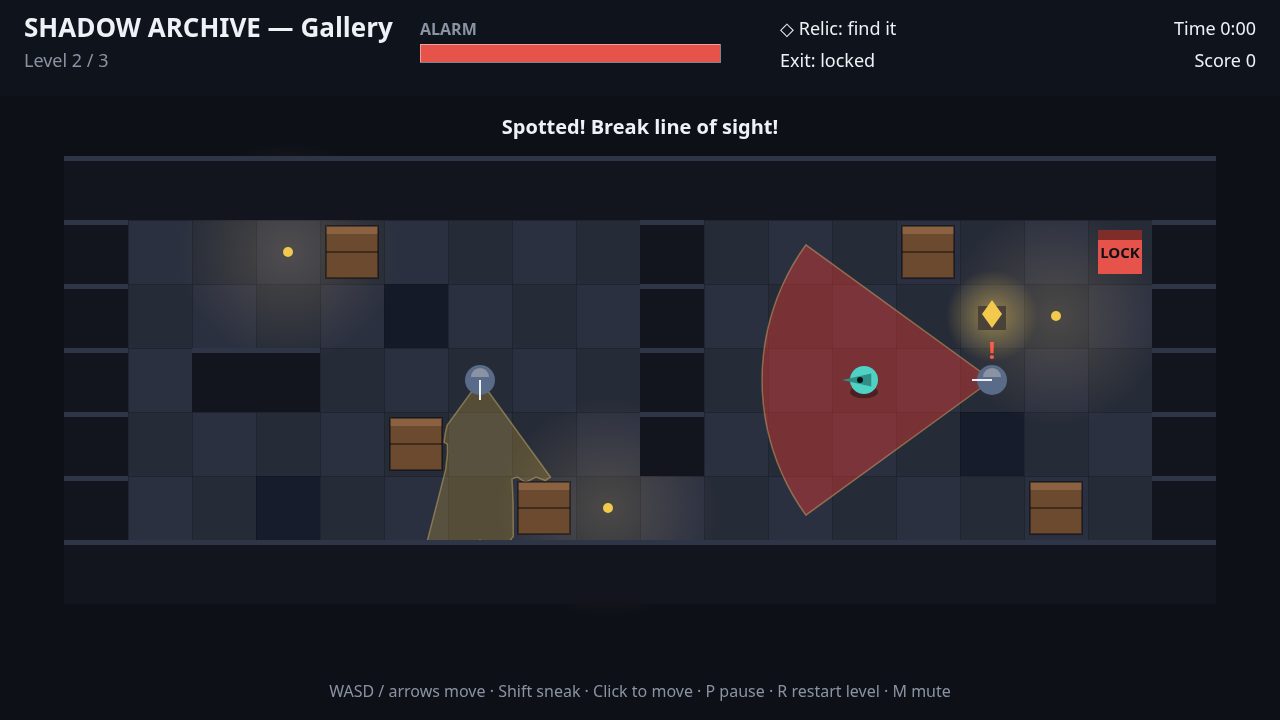 SHADOW ARCHIVE — Gallery
Level 2 / 3
ALARM
◇ Relic: find it
Exit: locked
Time 0:00
Score 0
Spotted! Break line of sight!
LOCK
!
WASD / arrows move · Shift sneak · Click to move · P pause · R restart level · M mute